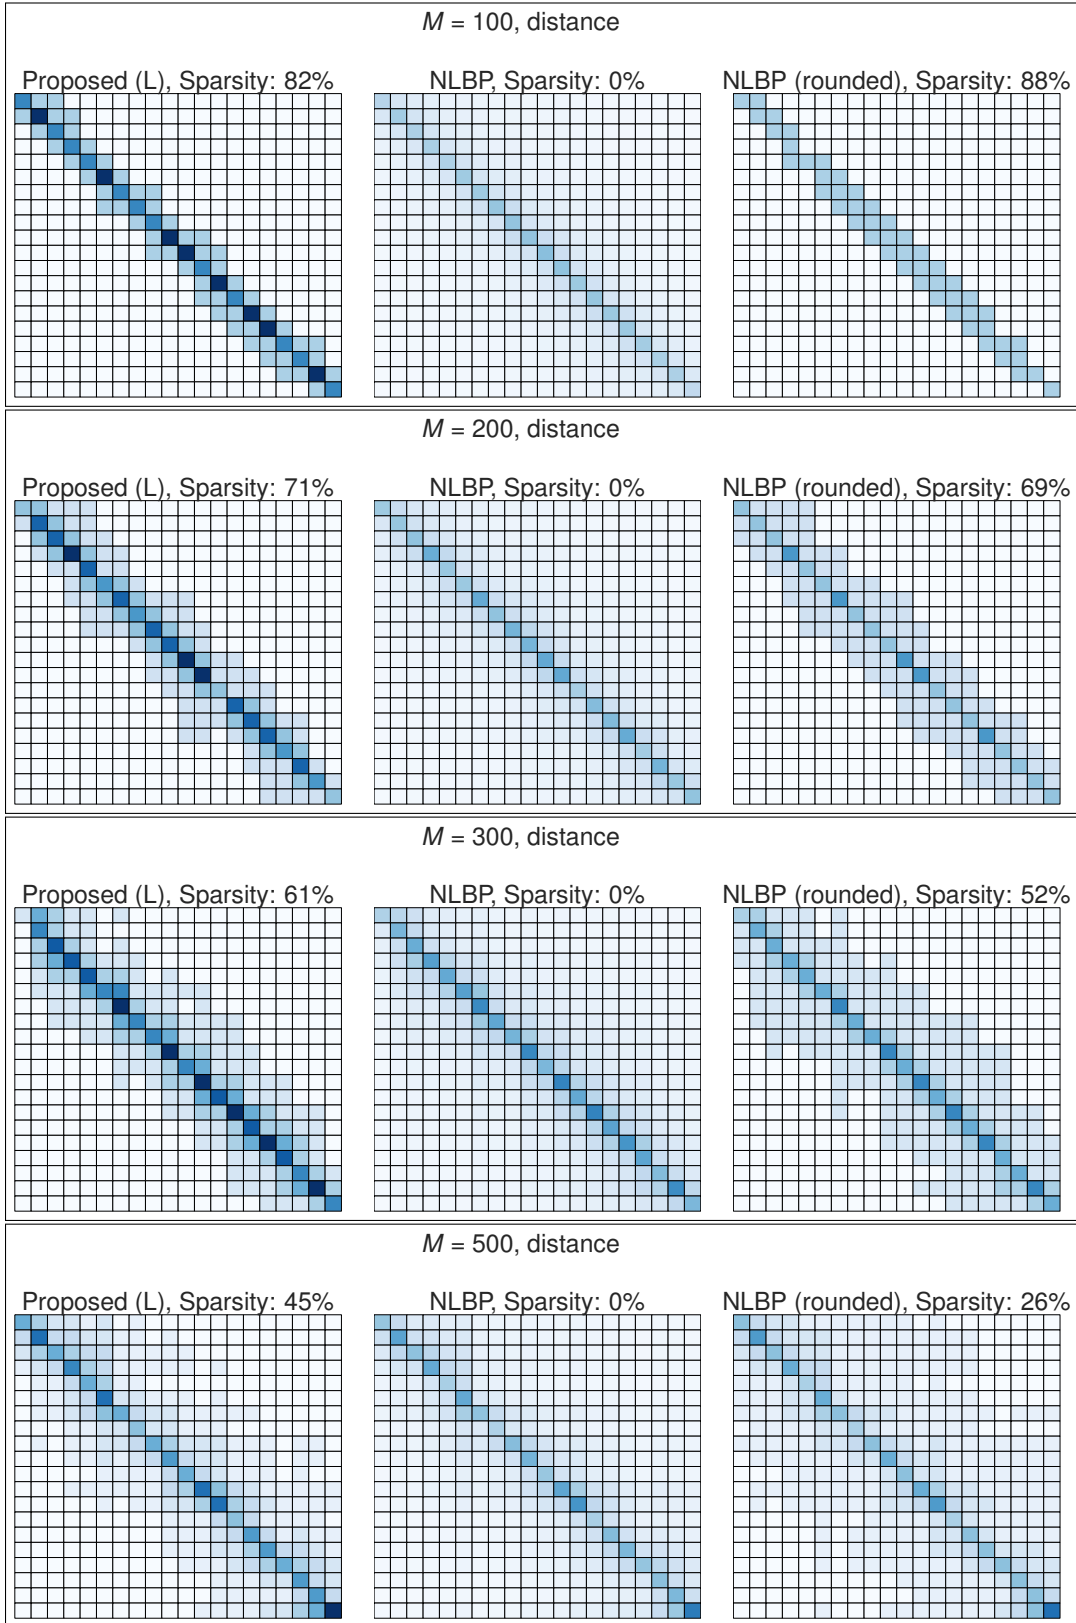 M = 100, distance
Proposed (L), Sparsity: 82%
NLBP, Sparsity: 0%
NLBP (rounded), Sparsity: 88%
M = 200, distance
Proposed (L), Sparsity: 71%
NLBP, Sparsity: 0%
NLBP (rounded), Sparsity: 69%
M = 300, distance
Proposed (L), Sparsity: 61%
NLBP, Sparsity: 0%
NLBP (rounded), Sparsity: 52%
M = 500, distance
Proposed (L), Sparsity: 45%
NLBP, Sparsity: 0%
NLBP (rounded), Sparsity: 26%